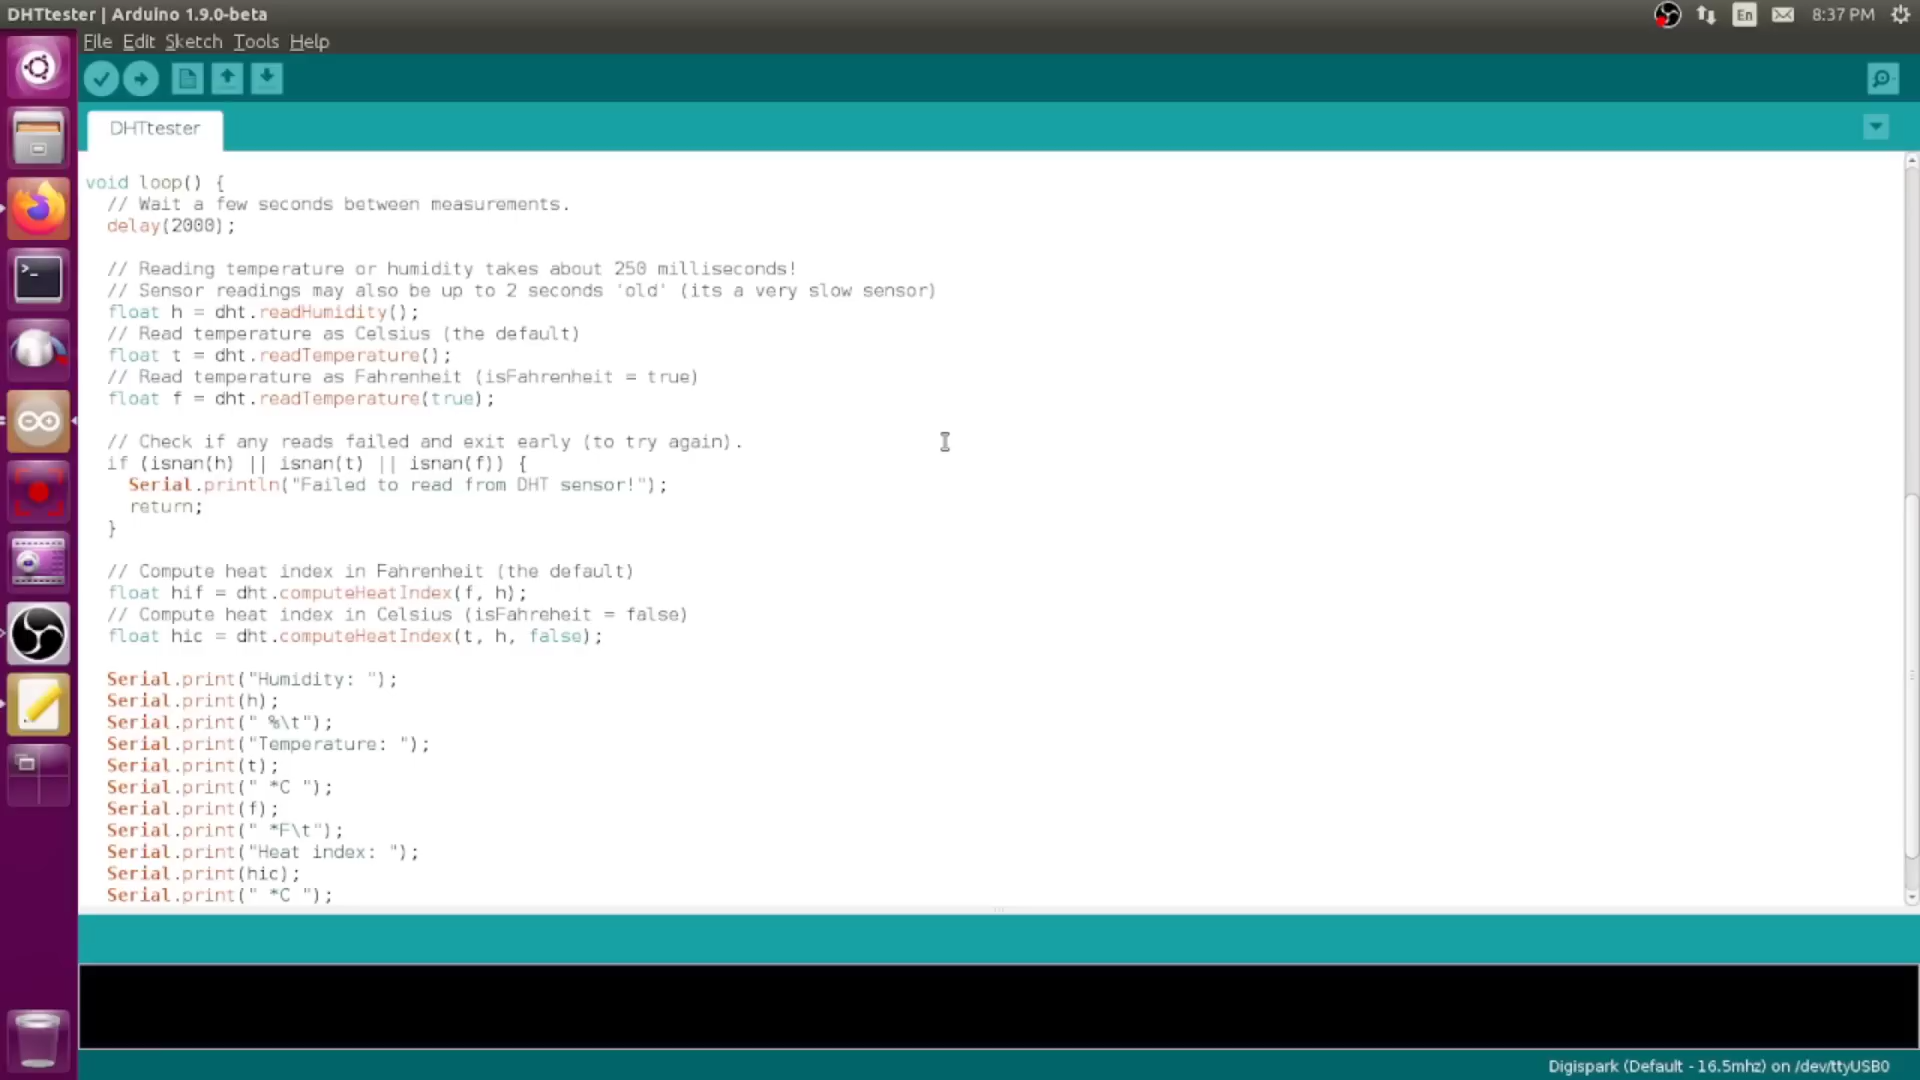 DHTtester | Arduino 1.9.0-beta
En
8:37 PM
File Edit Sketch Tools Help
DHTtester
void loop() {
// Wait a few seconds between measurements.
delay(2000);
// Reading temperature or humidity takes about 250 milliseconds!
// Sensor readings may also be up to 2 seconds 'old' (its a very slow sensor)
float h = dht.readHumidity();
// Read temperature as Celsius (the default)
float t = dht.readTemperature();
// Read temperature as Fahrenheit (isFahrenheit = true)
float f = dht.readTemperature(true);
// Check if any reads failed and exit early (to try again).
if (isnan(h) || isnan(t) || isnan(f)) {
Serial.println("Failed to read from DHT sensor!");
return;
}
// Compute heat index in Fahrenheit (the default)
float hif = dht.computeHeatIndex(f, h);
// Compute heat index in Celsius (isFahreheit = false)
float hic = dht.computeHeatIndex(t, h, false);
Serial.print("Humidity: ");
Serial.print(h);
Serial.print(" %\t");
Serial.print("Temperature: ");
Serial.print(t);
Serial.print(" *C ");
Serial.print(f);
Serial.print(" *F\t");
Serial.print("Heat index: ");
Serial.print(hic);
Serial.print(" *C ");
Digispark (Default - 16.5mhz) on /dev/ttyUSB0